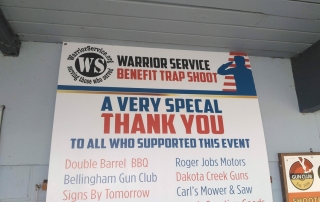 WarriorService.org
WS
serving those who served
WARRIOR SERVICE
BENEFIT TRAP SHOOT
A VERY SPECAL
THANK YOU
TO ALL WHO SUPPORTED THIS EVENT
Double Barrel BBQ
Bellingham Gun Club
Signs By Tomorrow
Roger Jobs Motors
Dakota Creek Guns
Carl's Mower & Saw
GUN CLUB